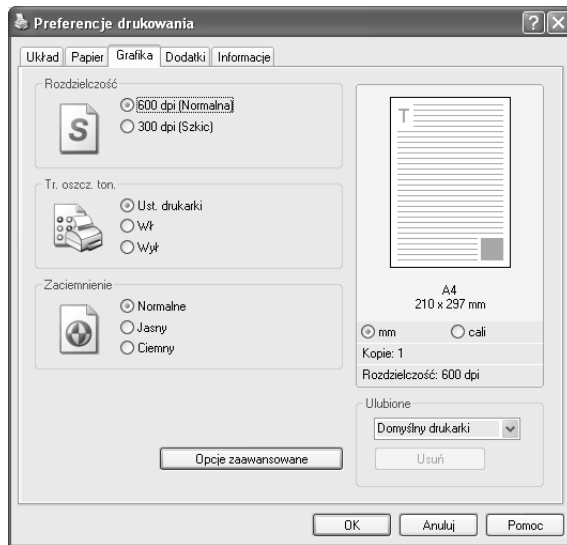 Preferencje drukowania
Układ Papier Grafika Dodatki Informacje
Rozdzielczość
600 dpi (Normalna)
300 dpi (Szkic)
S
Tr. oszcz. ton.
Ust. drukarki
Wł
Wył
Zaciemnienie
Normalne
Jasny
Ciemny
Opcje zaawansowane
T
A4
210 x 297 mm
mm cali
Kopie: 1
Rozdzielczość: 600 dpi
Ulubione
Domyślny drukarki
Usuń
OK Anuluj Pomoc